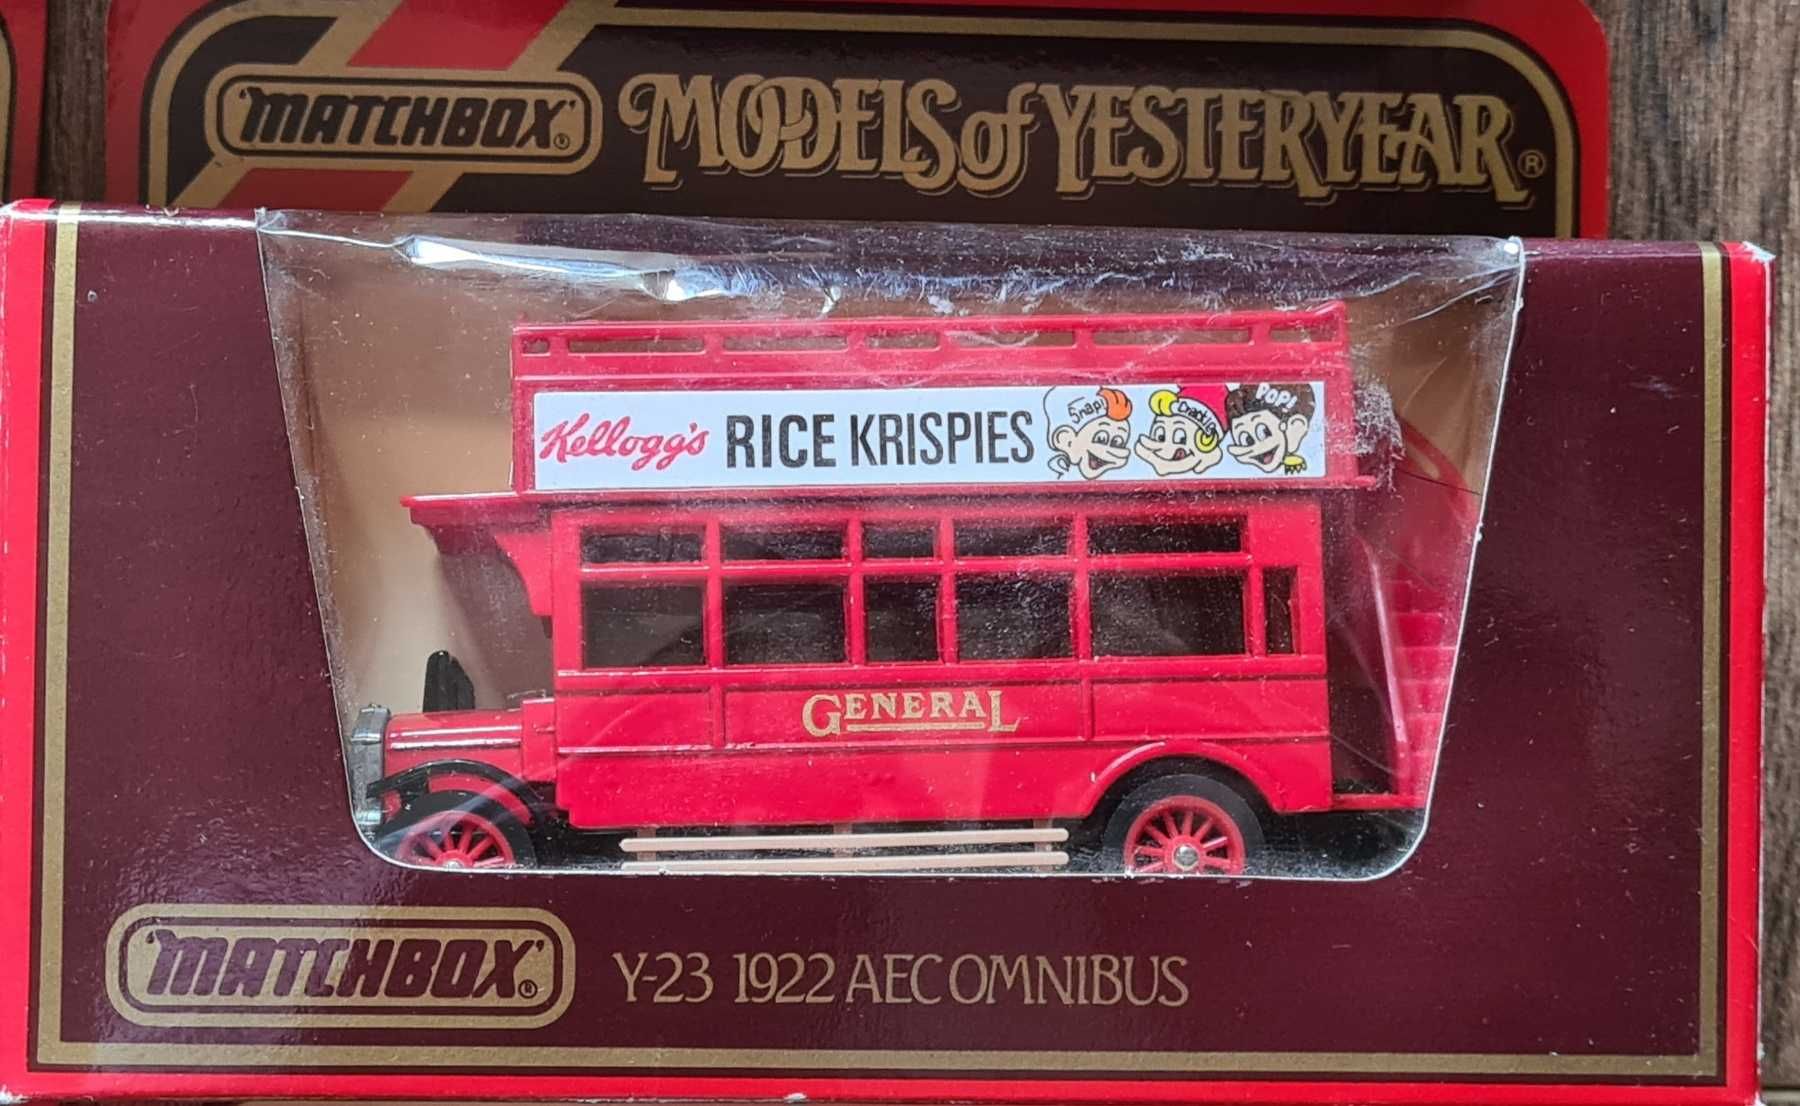 MATCHBOX® MODELS of YESTERYEAR®
Kellogg's RICE KRISPIES Snap! Crackle POP!
GENERAL
MATCHBOX® Y-23 1922 AEC OMNIBUS